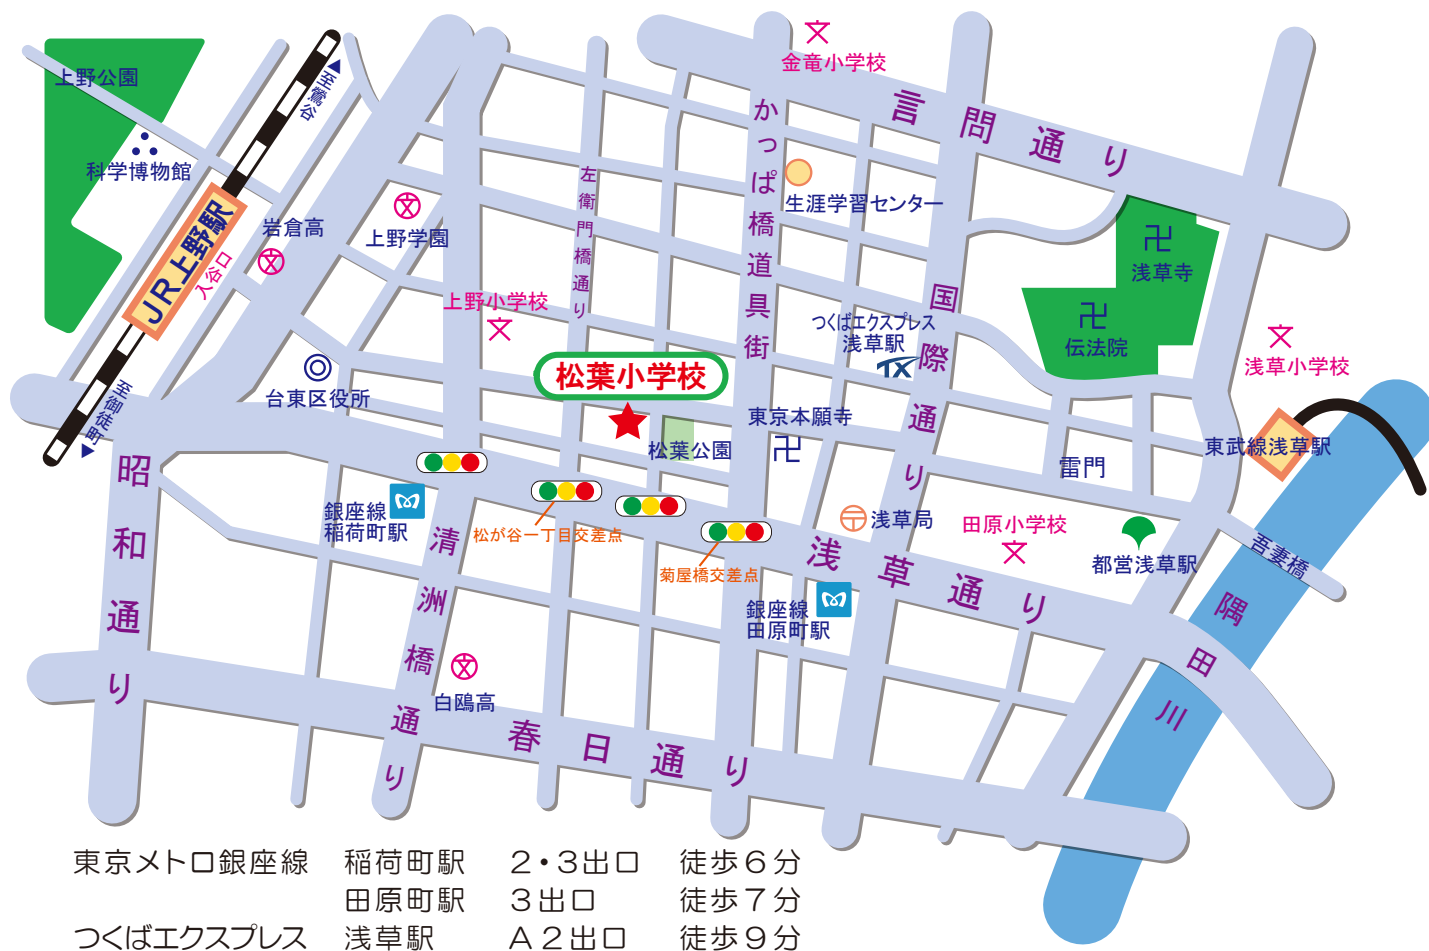 上野公園
科学博物館
至鶯谷
JR上野駅
入谷口
岩倉高
上野学園
上野小学校
台東区役所
至御徒町
昭和通り
左衛門橋通り
かっぱ橋道具街
金竜小学校
言問通り
生涯学習センター
国際通り
つくばエクスプレス
浅草駅
TX
浅草寺
伝法院
浅草小学校
松葉小学校
松葉公園
東京本願寺
雷門
東武線浅草駅
銀座線
稲荷町駅
松が谷一丁目交差点
菊屋橋交差点
浅草局
田原小学校
都営浅草駅
吾妻橋
浅草通り
銀座線
田原町駅
清洲橋通り
白鴎高
春日通り
隅田川
東京メトロ銀座線 稲荷町駅 2・3出口 徒歩6分
田原町駅 3出口 徒歩7分
つくばエクスプレス 浅草駅 A2出口 徒歩9分